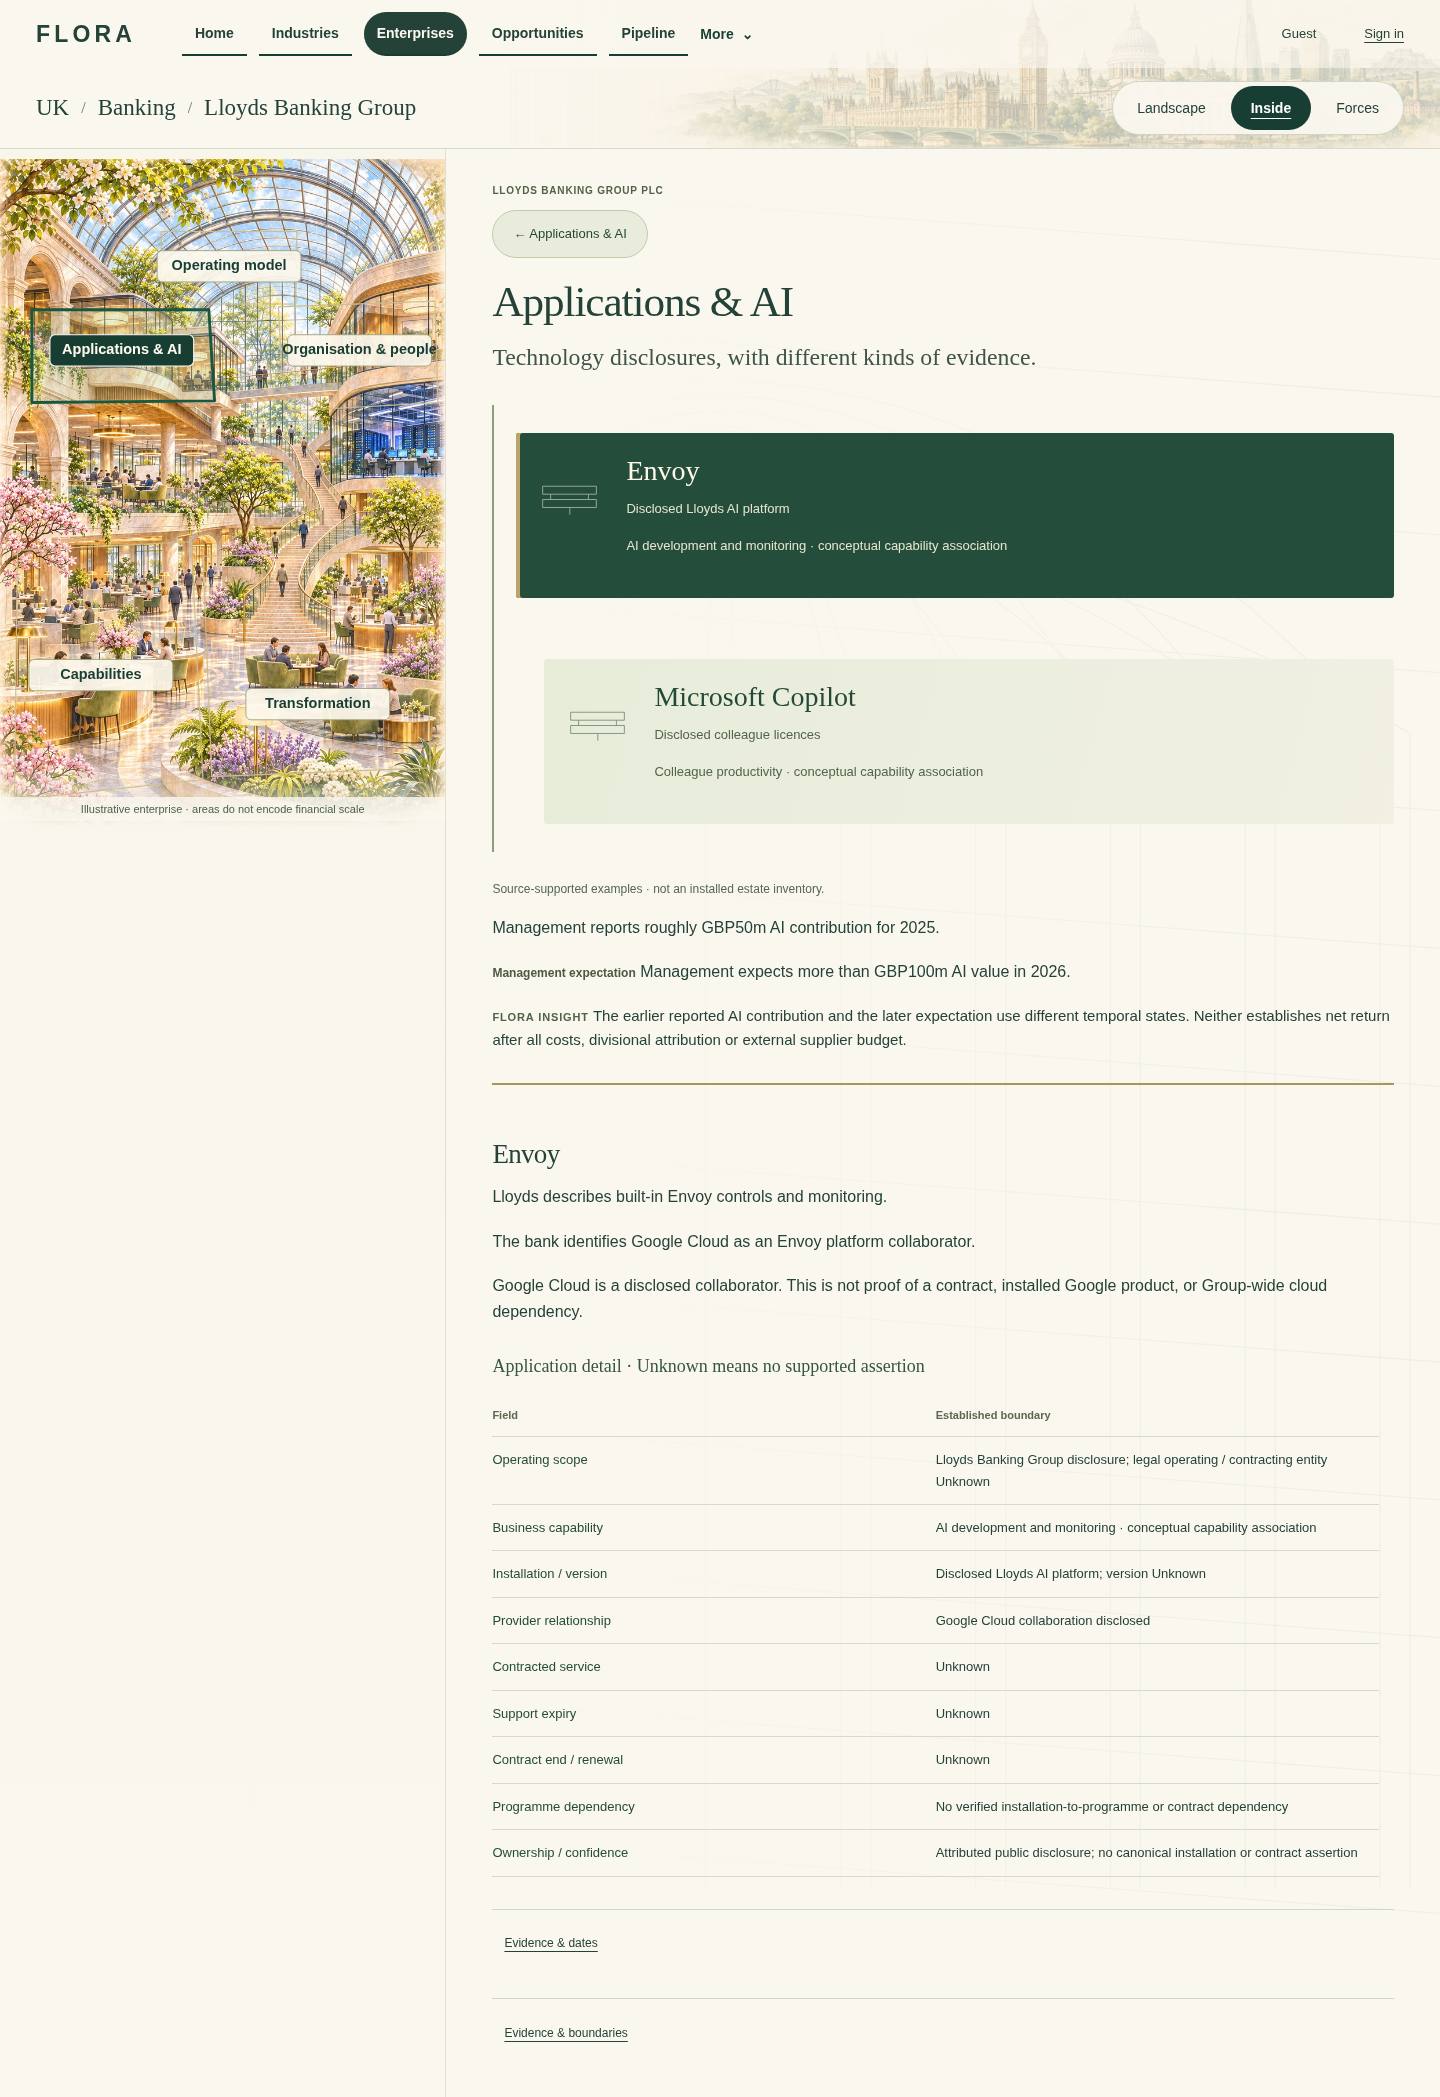 FLORA
Home
Industries
Enterprises
Opportunities
Pipeline
More
Guest
Sign in
UK / Banking / Lloyds Banking Group
Landscape
Inside
Forces
Operating model
Applications & AI
Organisation & people
Capabilities
Transformation
Illustrative enterprise · areas do not encode financial scale
LLOYDS BANKING GROUP PLC
← Applications & AI
Applications & AI
Technology disclosures, with different kinds of evidence.
Envoy
Disclosed Lloyds AI platform
AI development and monitoring · conceptual capability association
Microsoft Copilot
Disclosed colleague licences
Colleague productivity · conceptual capability association
Source-supported examples · not an installed estate inventory.
Management reports roughly GBP50m AI contribution for 2025.
Management expectation Management expects more than GBP100m AI value in 2026.
FLORA INSIGHT The earlier reported AI contribution and the later expectation use different temporal states. Neither establishes net return
after all costs, divisional attribution or external supplier budget.
Envoy
Lloyds describes built-in Envoy controls and monitoring.
The bank identifies Google Cloud as an Envoy platform collaborator.
Google Cloud is a disclosed collaborator. This is not proof of a contract, installed Google product, or Group-wide cloud
dependency.
Application detail · Unknown means no supported assertion
Field Established boundary
Operating scope Lloyds Banking Group disclosure; legal operating / contracting entity
Unknown
Business capability AI development and monitoring · conceptual capability association
Installation / version Disclosed Lloyds AI platform; version Unknown
Provider relationship Google Cloud collaboration disclosed
Contracted service Unknown
Support expiry Unknown
Contract end / renewal Unknown
Programme dependency No verified installation-to-programme or contract dependency
Ownership / confidence Attributed public disclosure; no canonical installation or contract assertion
Evidence & dates
Evidence & boundaries